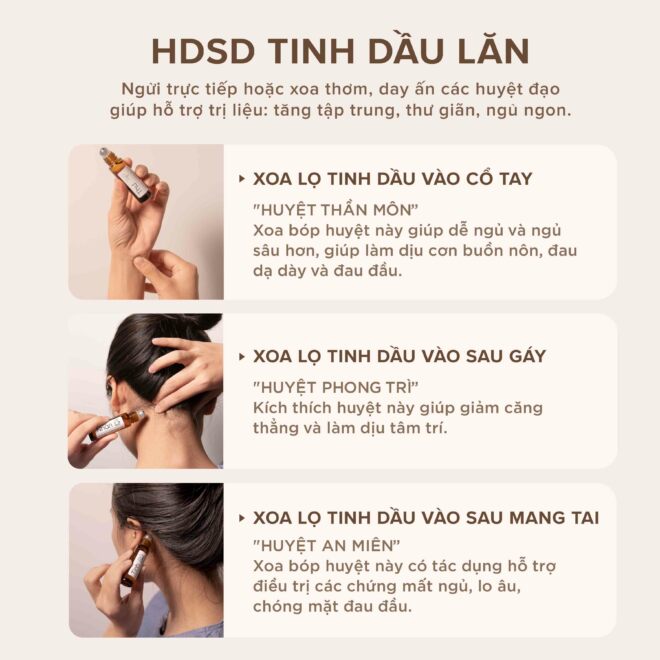 HDSD TINH DẦU LĂN
Ngửi trực tiếp hoặc xoa thơm, day ấn các huyệt đạo
giúp hỗ trợ trị liệu: tăng tập trung, thư giãn, ngủ ngon.
XOA LỌ TINH DẦU VÀO CỔ TAY
"HUYỆT THẦN MÔN”
Xoa bóp huyệt này giúp dễ ngủ và ngủ
sâu hơn, giúp làm dịu cơn buồn nôn, đau
dạ dày và đau đầu.
XOA LỌ TINH DẦU VÀO SAU GÁY
"HUYỆT PHONG TRÌ”
Kích thích huyệt này giúp giảm căng
thẳng và làm dịu tâm trí.
XOA LỌ TINH DẦU VÀO SAU MANG TAI
"HUYỆT AN MIÊN”
Xoa bóp huyệt này có tác dụng hỗ trợ
điều trị các chứng mất ngủ, lo âu,
chóng mặt đau đầu.